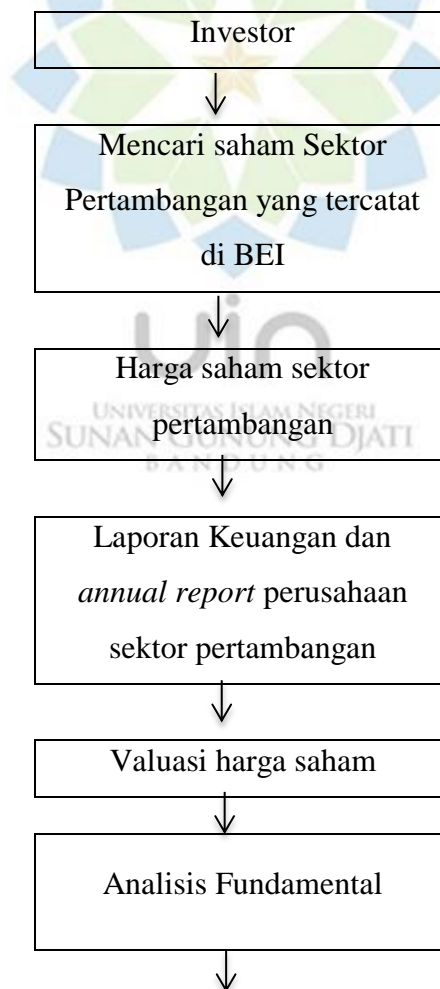 Investor
Mencari saham Sektor
Pertambangan yang tercatat
di BEI
uin
Harga saham sektor
UNIVERSITAS ISLAM NEGERI
pertambangan
SUNAN GUNUNG DJATI
BANDUNG
Laporan Keuangan dan
annual report perusahaan
sektor pertambangan
Valuasi harga saham
Analisis Fundamental